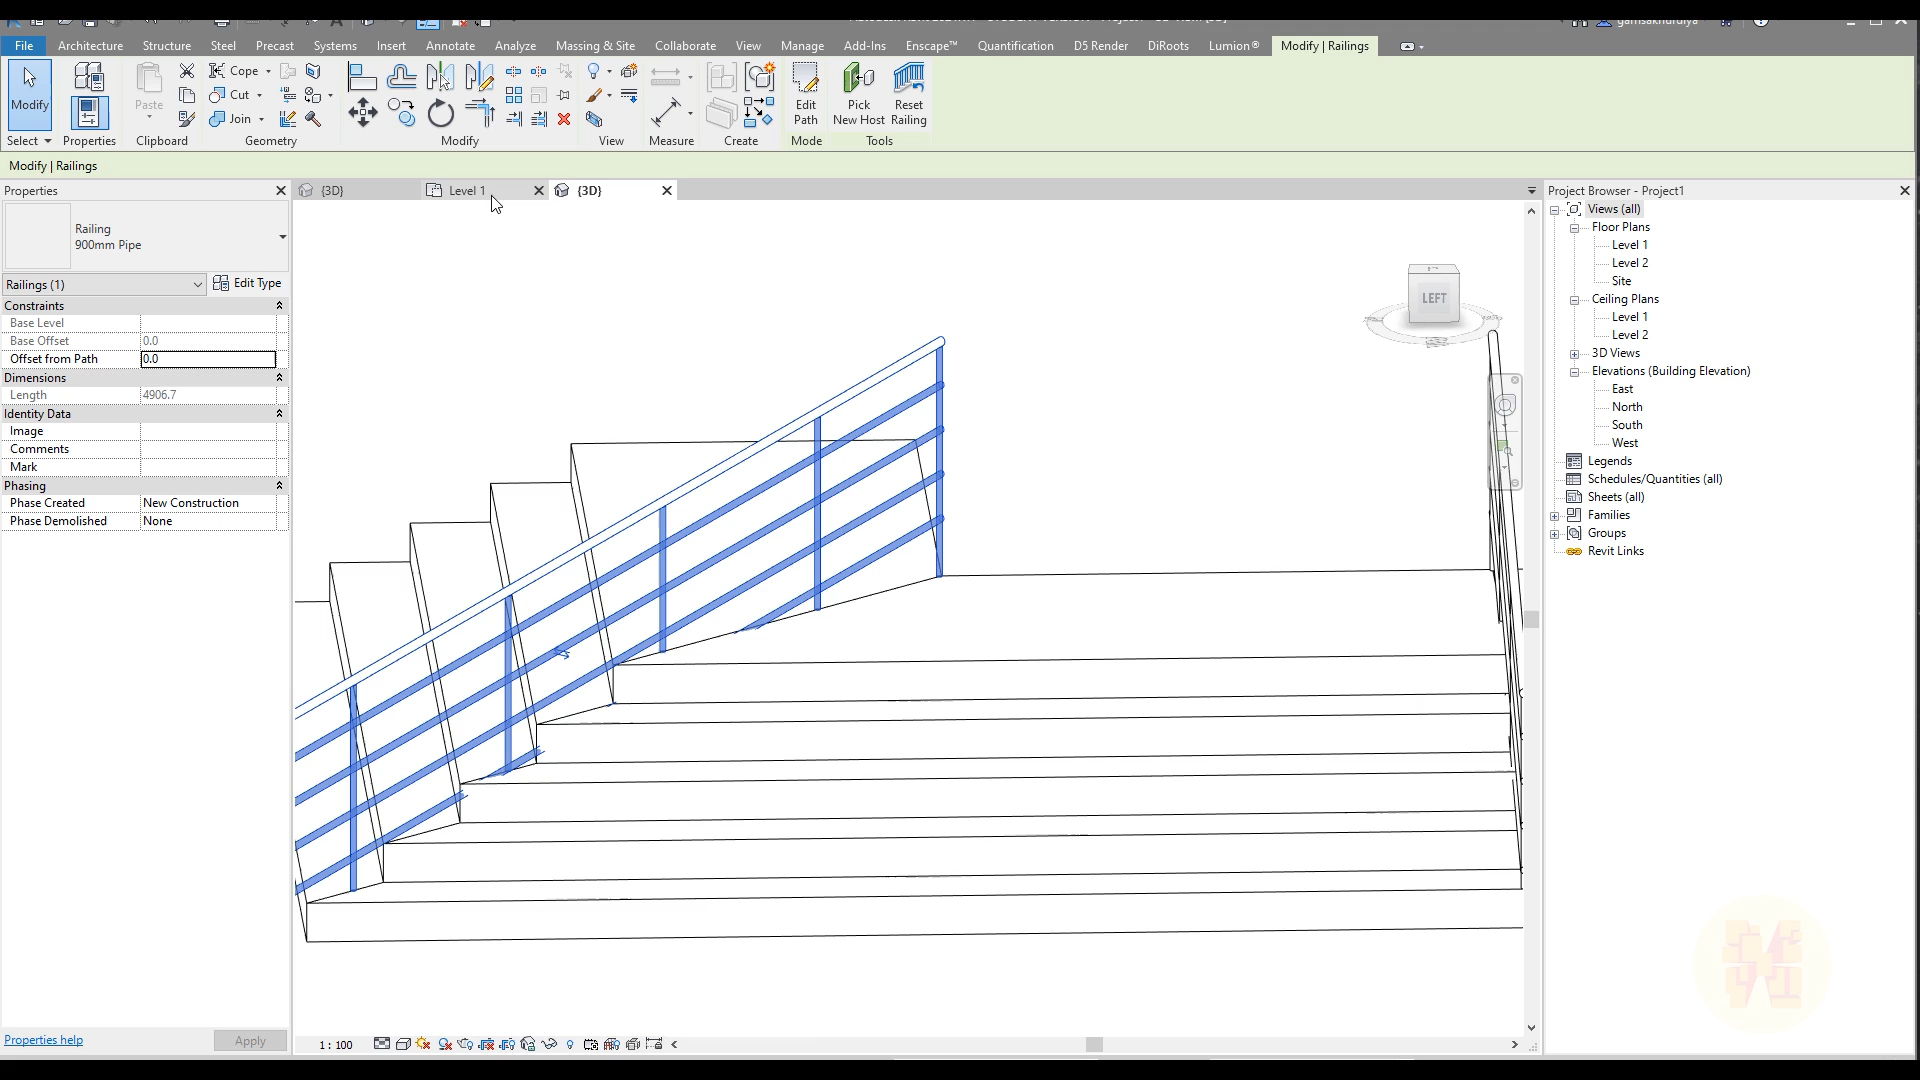 File Architecture Structure Steel Precast Systems Insert Annotate Analyze Massing & Site Collaborate View Manage Add-Ins Enscape™ Quantification D5 Render DiRoots Lumion® Modify | Railings
Modify
Paste
Cope
Cut
Join
Edit Path
Pick New Host
Reset Railing
Select Properties Clipboard Geometry Modify View Measure Create Mode Tools
Modify | Railings
Properties
{3D}
Level 1
{3D}
Railing
900mm Pipe
Railings (1)
Edit Type
Constraints
Base Level
Base Offset 0.0
Offset from Path 0.0
Dimensions
Length 4906.7
Identity Data
Image
Comments
Mark
Phasing
Phase Created New Construction
Phase Demolished None
Properties help
Apply
LEFT
1 : 100
Project Browser - Project1
Views (all)
Floor Plans
Level 1
Level 2
Site
Ceiling Plans
Level 1
Level 2
3D Views
Elevations (Building Elevation)
East
North
South
West
Legends
Schedules/Quantities (all)
Sheets (all)
Families
Groups
Revit Links